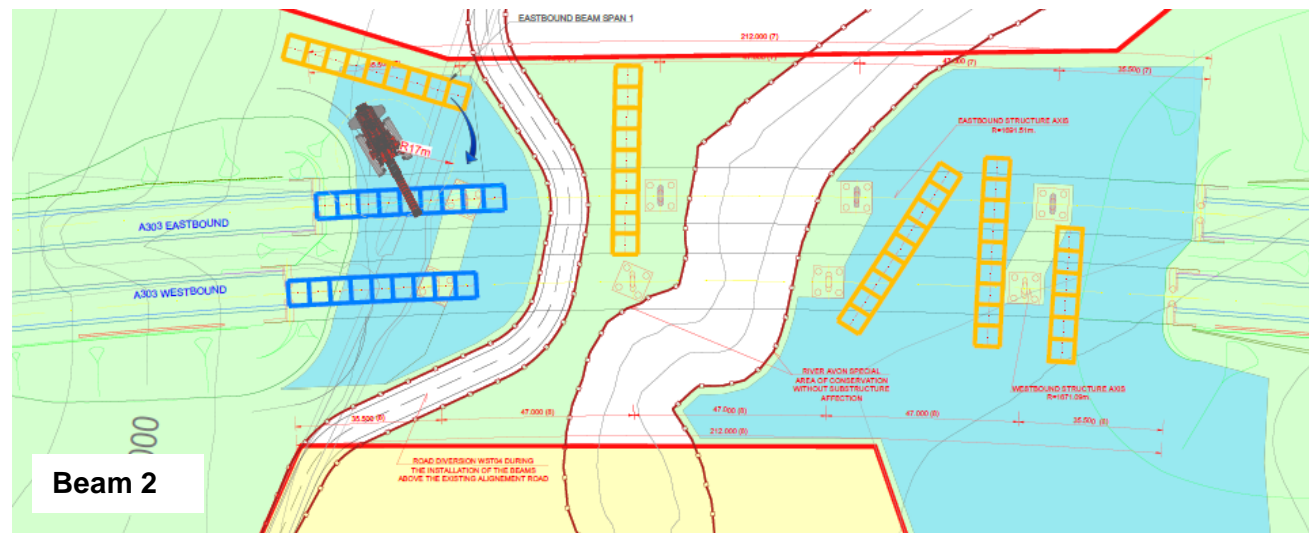 EASTBOUND BEAM SPAN 1
212.000 (7)
47.000 (7)
35.500 (7)
EASTBOUND STRUCTURE AXIS
R=1691.51m.
R17m
A303 EASTBOUND
A303 WESTBOUND
RIVER AVON SPECIAL
AREA OF CONSERVATION
WITHOUT SUBSTRUCTURE
AFFECTION
WESTBOUND STRUCTURE AXIS
R=1671.09m.
35.500 (8)
47.000 (8)
47.000 (8)
47.000 (8)
35.500 (8)
212.000 (8)
000
ROAD DIVERSION WST04 DURING
THE INSTALLATION OF THE BEAMS
ABOVE THE EXISTING ALIGNEMENT ROAD
Beam 2